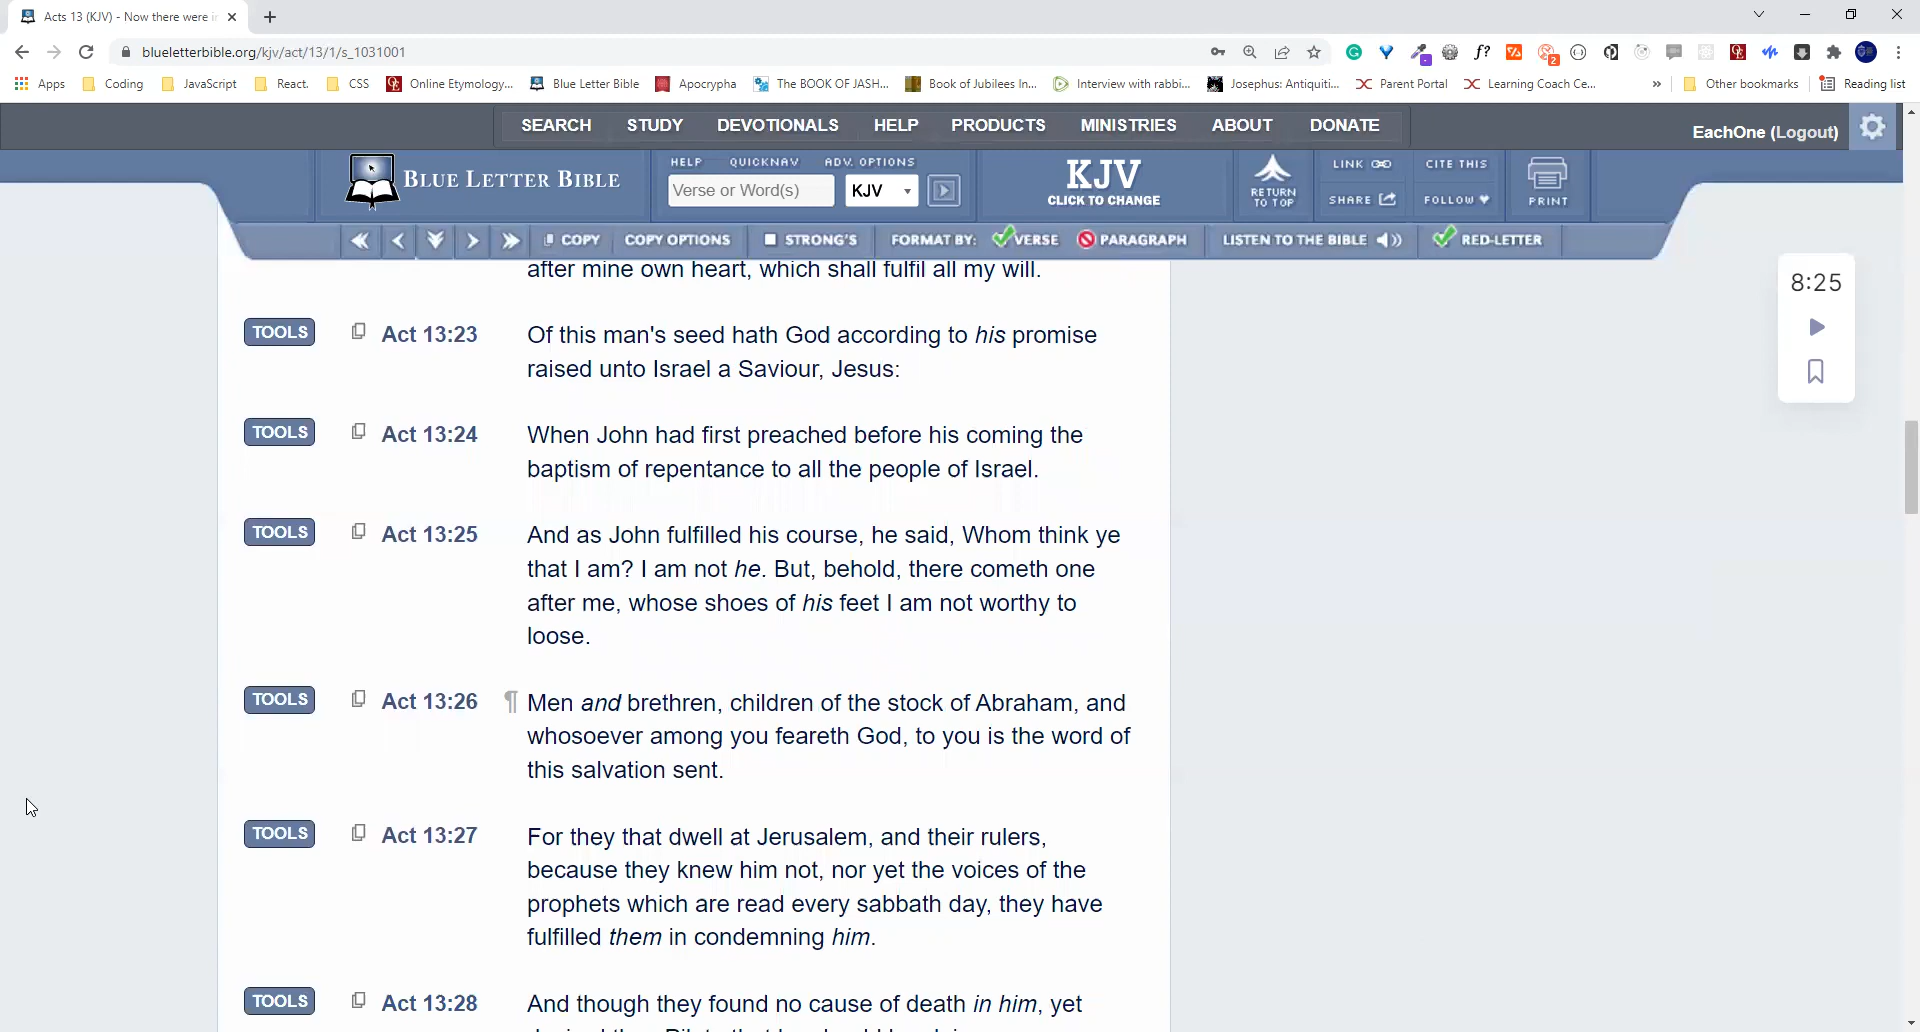 Acts 13 (KJV) - Now there were in
blueletterbible.org/kjv/act/13/1/s_1031001
Apps Coding JavaScript React. CSS Online Etymology... Blue Letter Bible Apocrypha The BOOK OF JASH... Book of Jubilees In... Interview with rabbi... Josephus: Antiquiti... Parent Portal Learning Coach Ce... » Other bookmarks Reading list
SEARCH STUDY DEVOTIONALS HELP PRODUCTS MINISTRIES ABOUT DONATE
EachOne (Logout)
BLUE LETTER BIBLE
HELP QUICKNAV ADV. OPTIONS
Verse or Word(s) KJV
KJV
CLICK TO CHANGE
RETURN
TO TOP
LINK CITE THIS
SHARE FOLLOW
PRINT
COPY COPY OPTIONS STRONG'S FORMAT BY: VERSE PARAGRAPH LISTEN TO THE BIBLE RED-LETTER
after mine own heart, which shall fulfil all my will.
8:25
TOOLS Act 13:23 Of this man's seed hath God according to his promise
raised unto Israel a Saviour, Jesus:
TOOLS Act 13:24 When John had first preached before his coming the
baptism of repentance to all the people of Israel.
TOOLS Act 13:25 And as John fulfilled his course, he said, Whom think ye
that I am? I am not he. But, behold, there cometh one
after me, whose shoes of his feet I am not worthy to
loose.
TOOLS Act 13:26 ¶ Men and brethren, children of the stock of Abraham, and
whosoever among you feareth God, to you is the word of
this salvation sent.
TOOLS Act 13:27 For they that dwell at Jerusalem, and their rulers,
because they knew him not, nor yet the voices of the
prophets which are read every sabbath day, they have
fulfilled them in condemning him.
TOOLS Act 13:28 And though they found no cause of death in him, yet